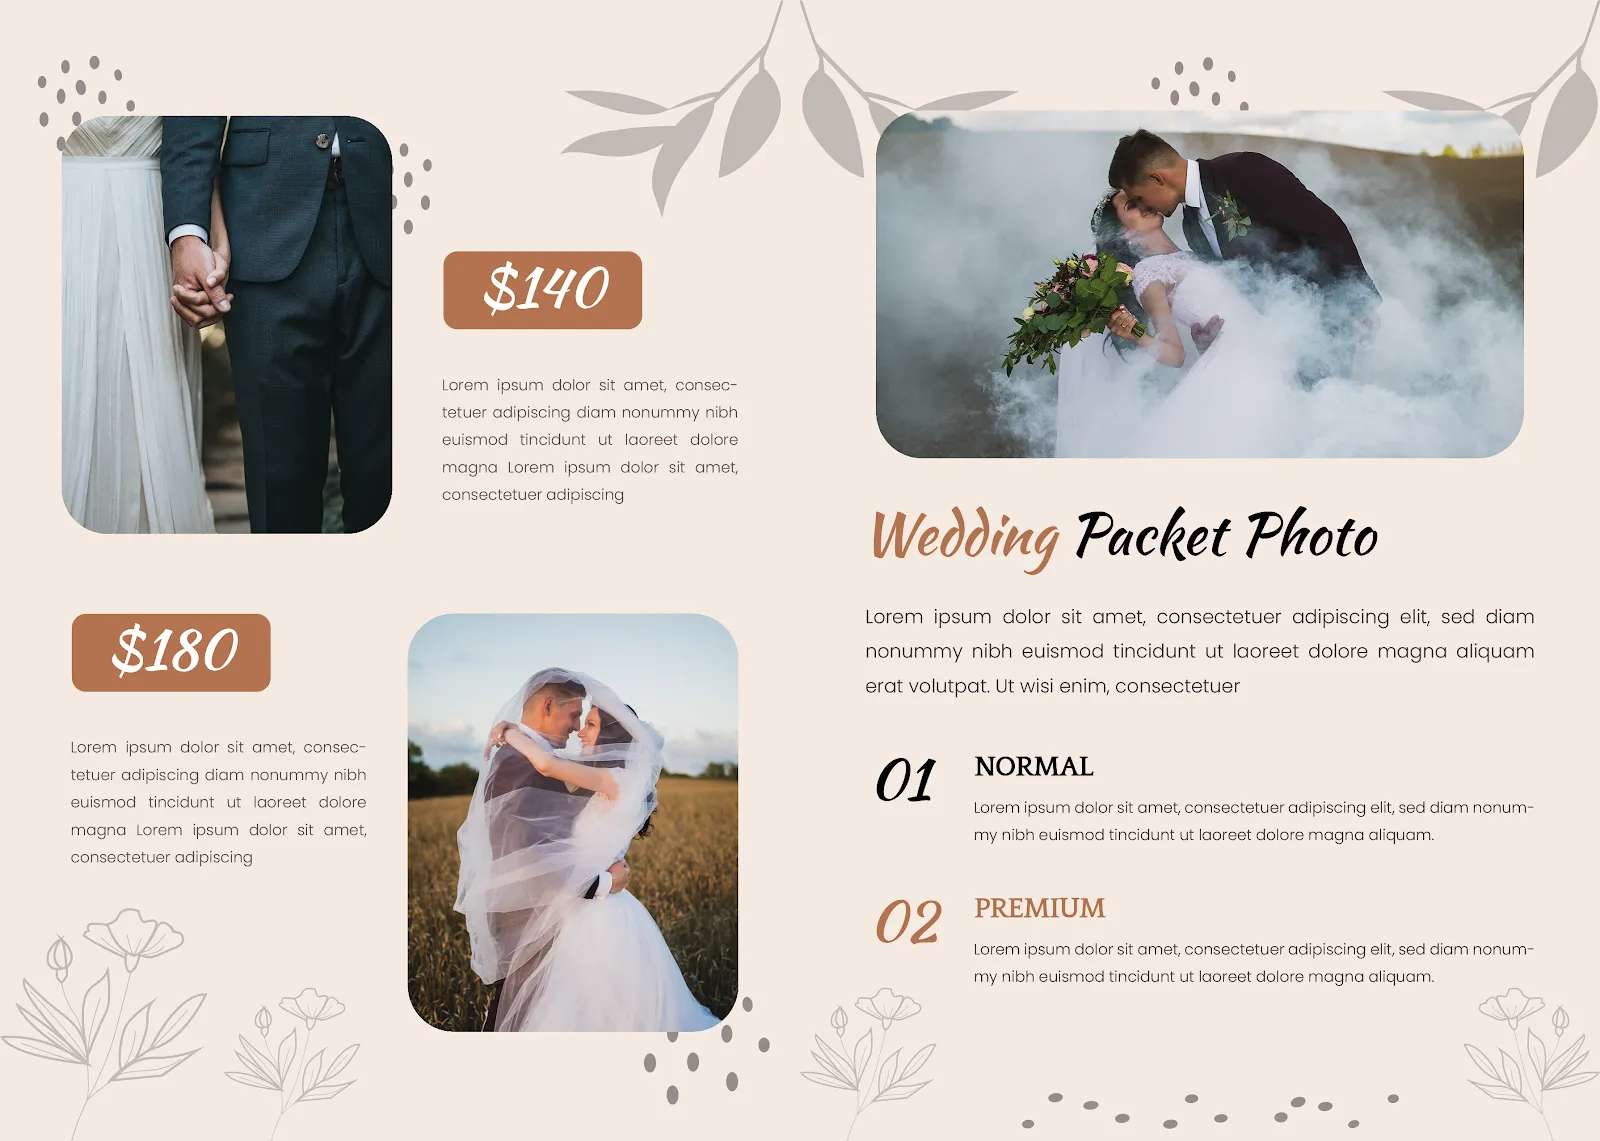 $140
Lorem ipsum dolor sit amet, consec-
tetuer adipiscing diam nonummy nibh
euismod tincidunt ut laoreet dolore
magna Lorem ipsum dolor sit amet,
consectetuer adipiscing
$180
Lorem ipsum dolor sit amet, consec-
tetuer adipiscing diam nonummy nibh
euismod tincidunt ut laoreet dolore
magna Lorem ipsum dolor sit amet,
consectetuer adipiscing
Wedding Packet Photo
Lorem ipsum dolor sit amet, consectetuer adipiscing elit, sed diam
nonummy nibh euismod tincidunt ut laoreet dolore magna aliquam
erat volutpat. Ut wisi enim, consectetuer
01 NORMAL
Lorem ipsum dolor sit amet, consectetuer adipiscing elit, sed diam nonum-
my nibh euismod tincidunt ut laoreet dolore magna aliquam.
02 PREMIUM
Lorem ipsum dolor sit amet, consectetuer adipiscing elit, sed diam nonum-
my nibh euismod tincidunt ut laoreet dolore magna aliquam.